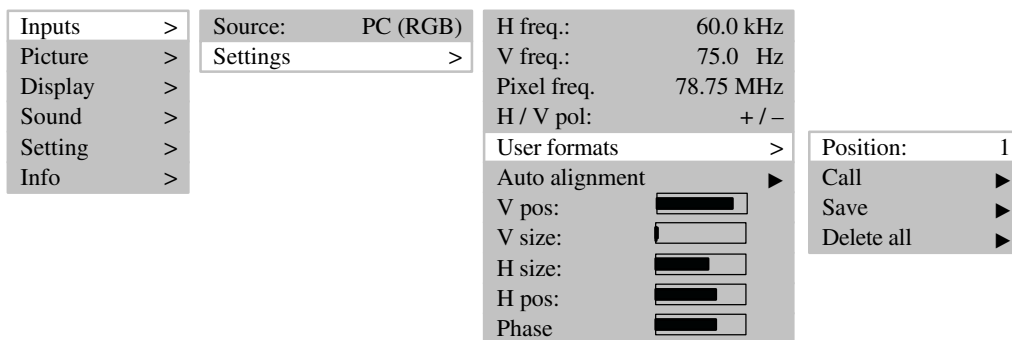 Inputs >
Picture >
Display >
Sound >
Setting >
Info >
Source: PC (RGB)
Settings >
H freq.: 60.0 kHz
V freq.: 75.0 Hz
Pixel freq. 78.75 MHz
H / V pol: + / –
User formats >
Auto alignment ▶
V pos:
V size:
H size:
H pos:
Phase
Position: 1
Call ▶
Save ▶
Delete all ▶